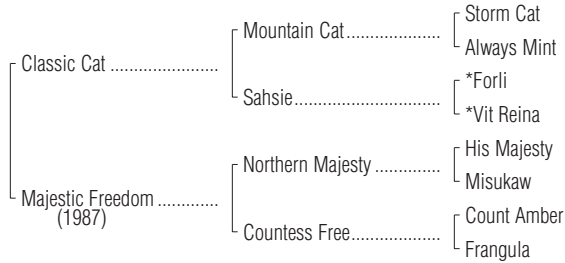 Classic Cat ......................
Mountain Cat...................
Storm Cat
Always Mint
Sahsie.............................
*Forli
*Vit Reina
Majestic Freedom .............
(1987)
Northern Majesty .............
His Majesty
Misukaw
Countess Free..................
Count Amber
Frangula